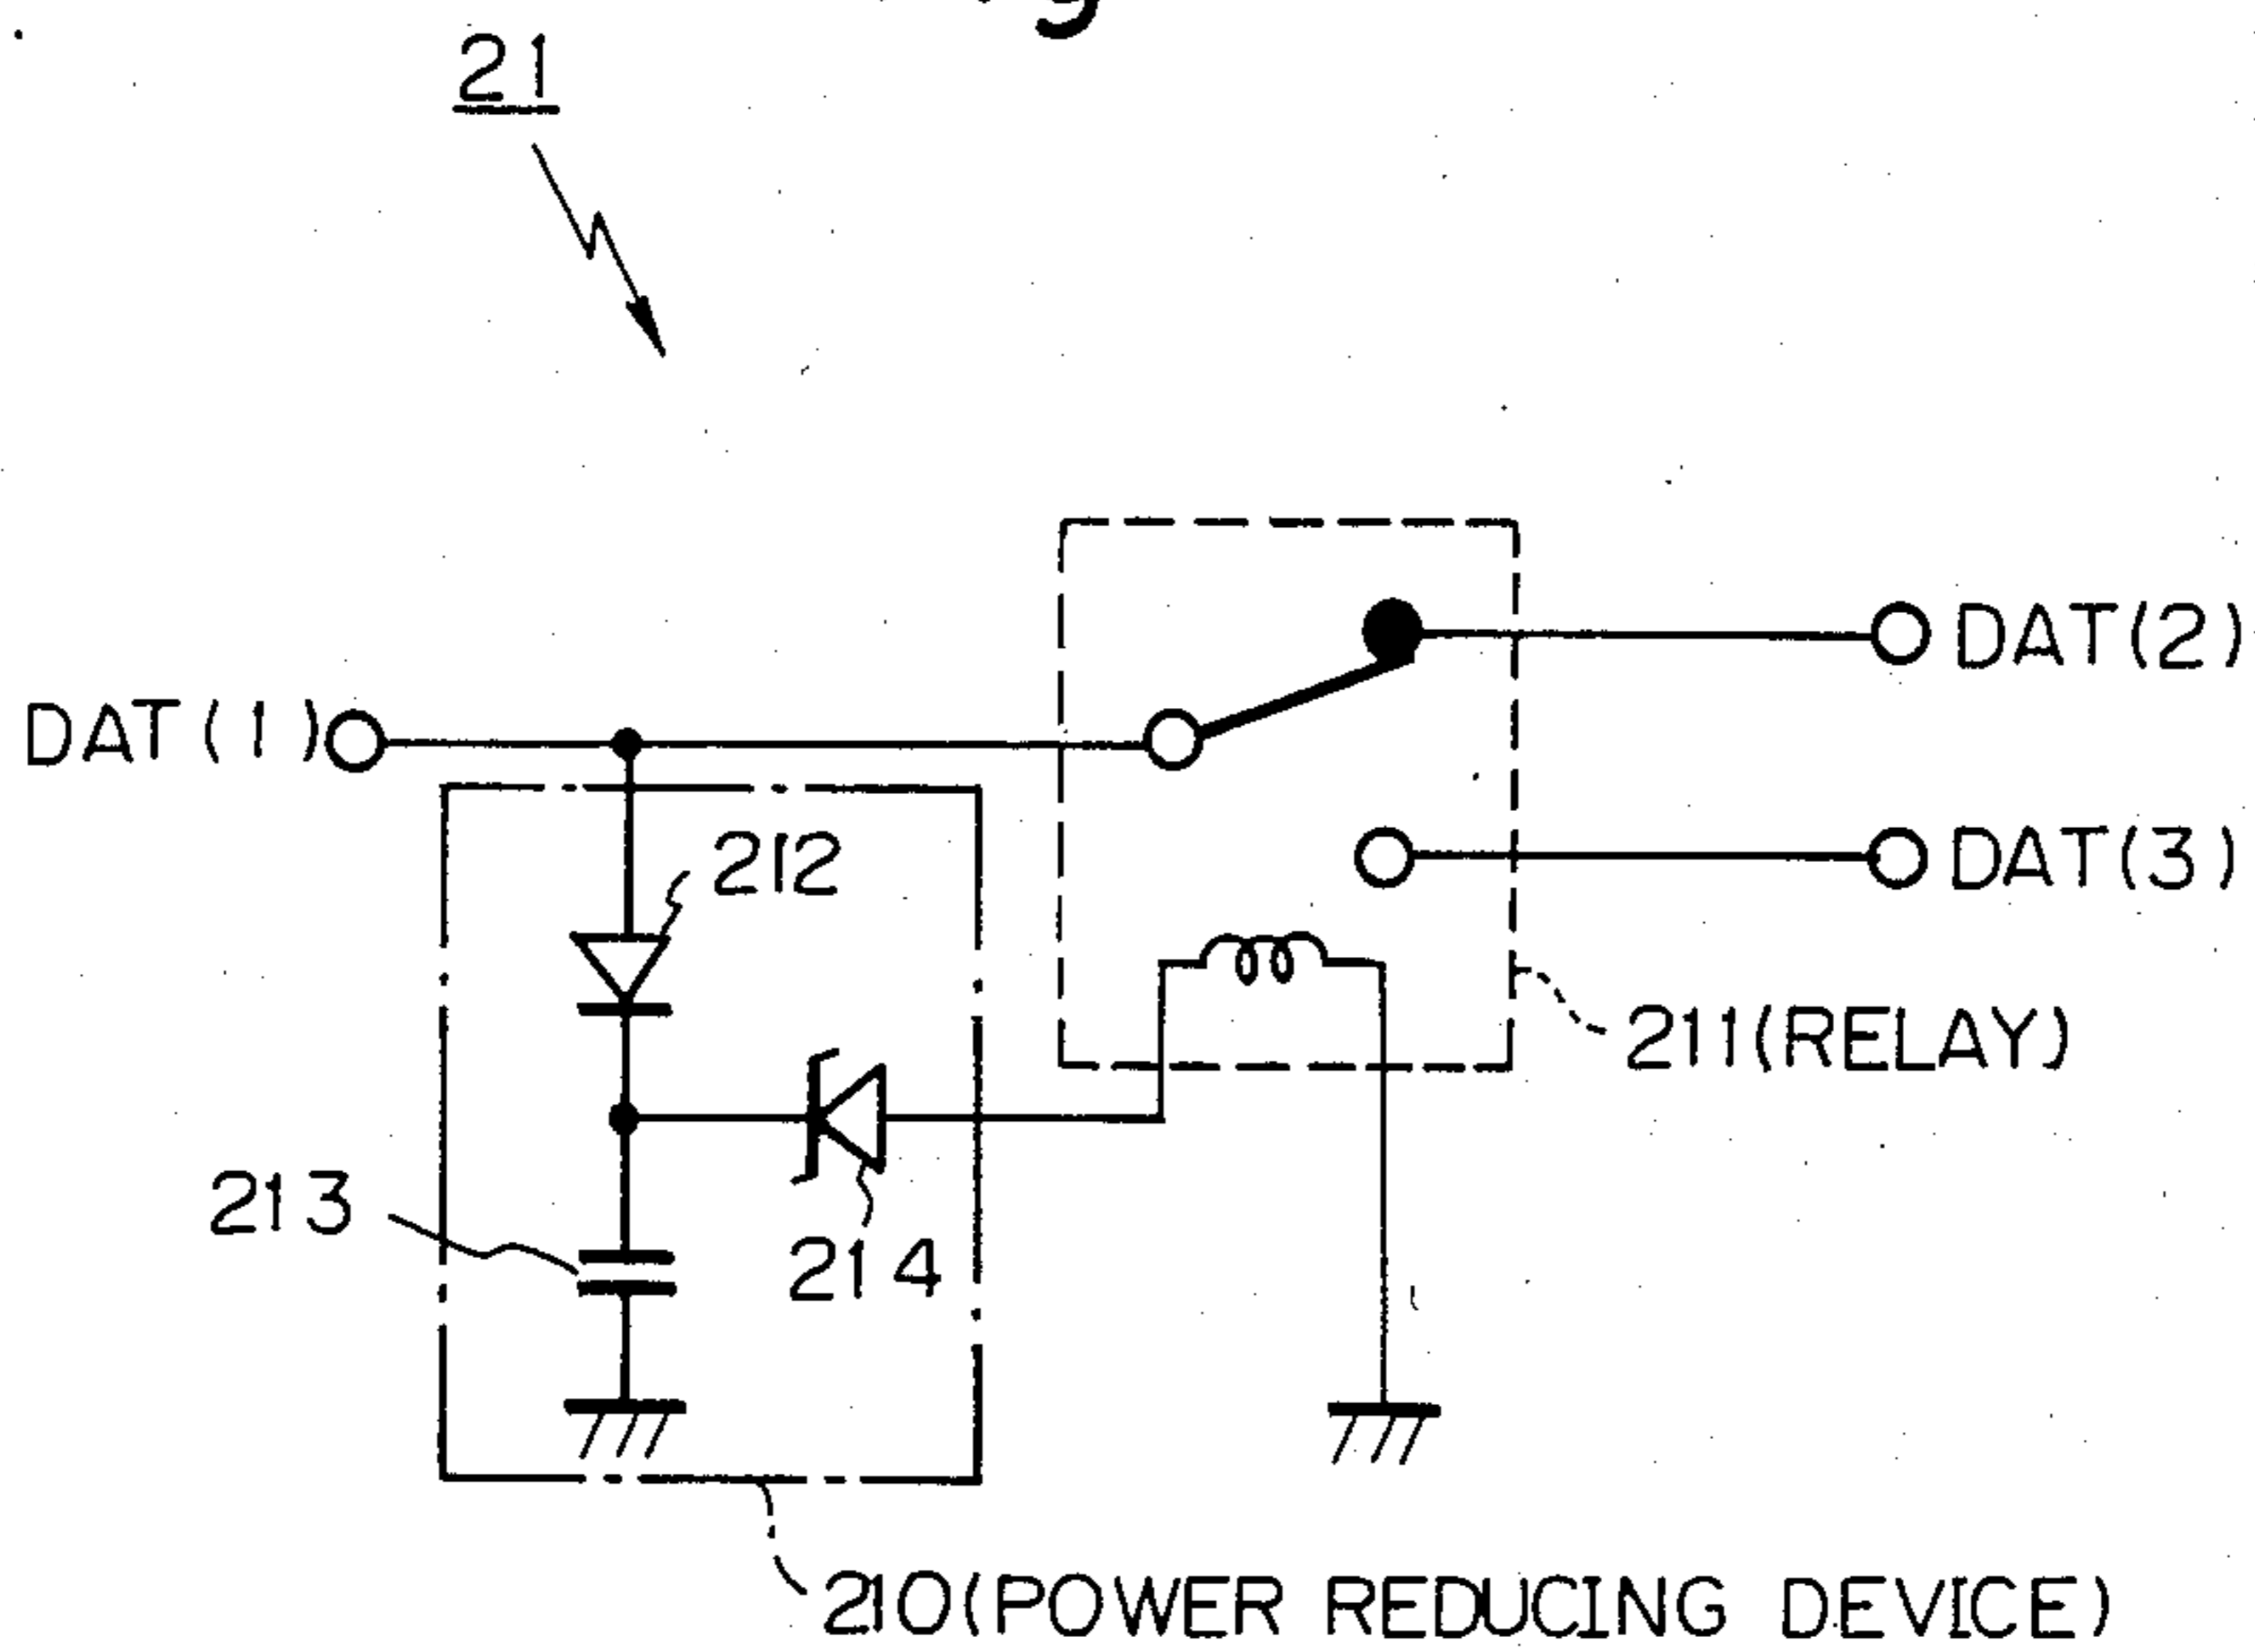 21
DAT(2)
DAT(1)
212
DAT(3)
211(RELAY)
213
214
210(POWER REDUCING DEVICE)